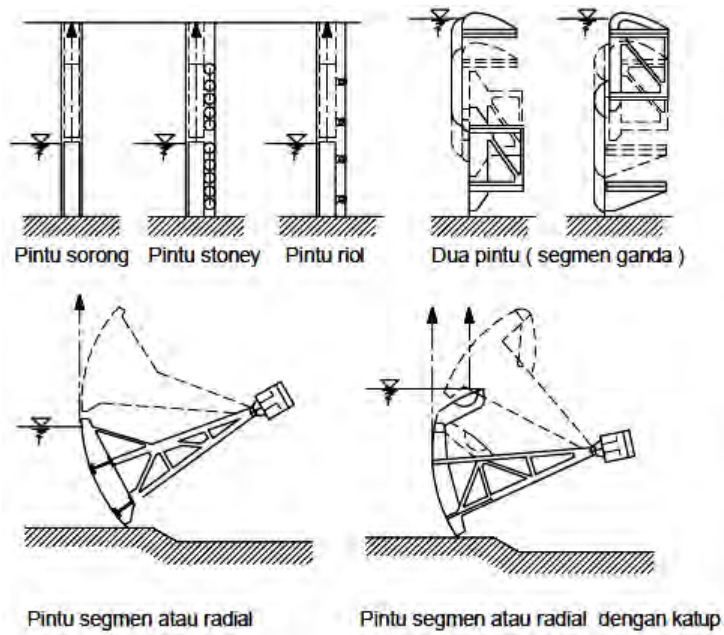 Pintu sorong Pintu stoney Pintu riol Dua pintu ( segmen ganda )
Pintu segmen atau radial Pintu segmen atau radial dengan katup